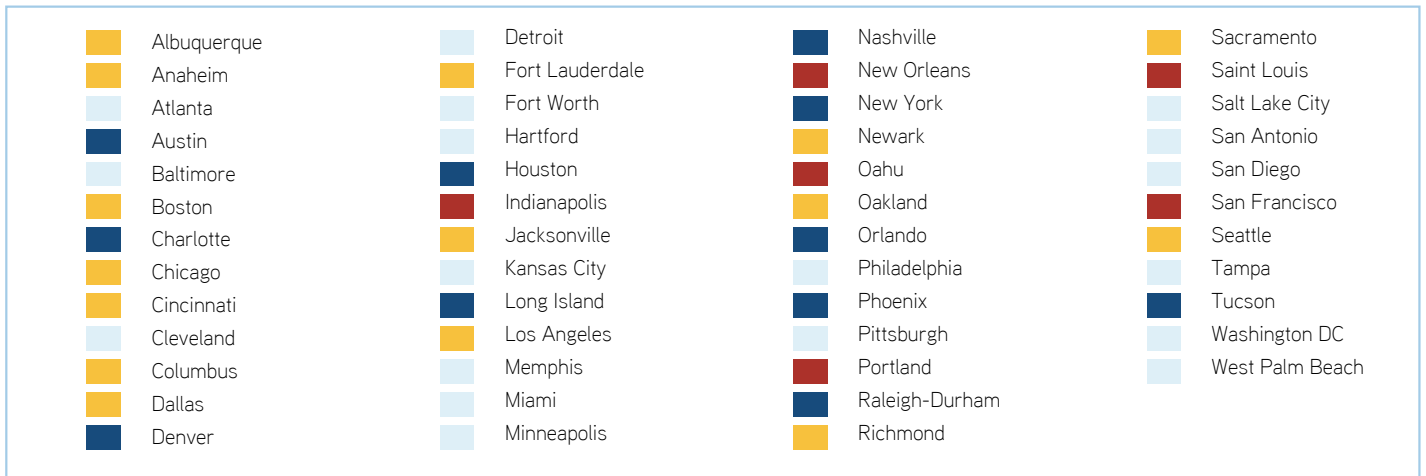 Albuquerque
Anaheim
Atlanta
Austin
Baltimore
Boston
Charlotte
Chicago
Cincinnati
Cleveland
Columbus
Dallas
Denver
Detroit
Fort Lauderdale
Fort Worth
Hartford
Houston
Indianapolis
Jacksonville
Kansas City
Long Island
Los Angeles
Memphis
Miami
Minneapolis
Nashville
New Orleans
New York
Newark
Oahu
Oakland
Orlando
Philadelphia
Phoenix
Pittsburgh
Portland
Raleigh-Durham
Richmond
Sacramento
Saint Louis
Salt Lake City
San Antonio
San Diego
San Francisco
Seattle
Tampa
Tucson
Washington DC
West Palm Beach